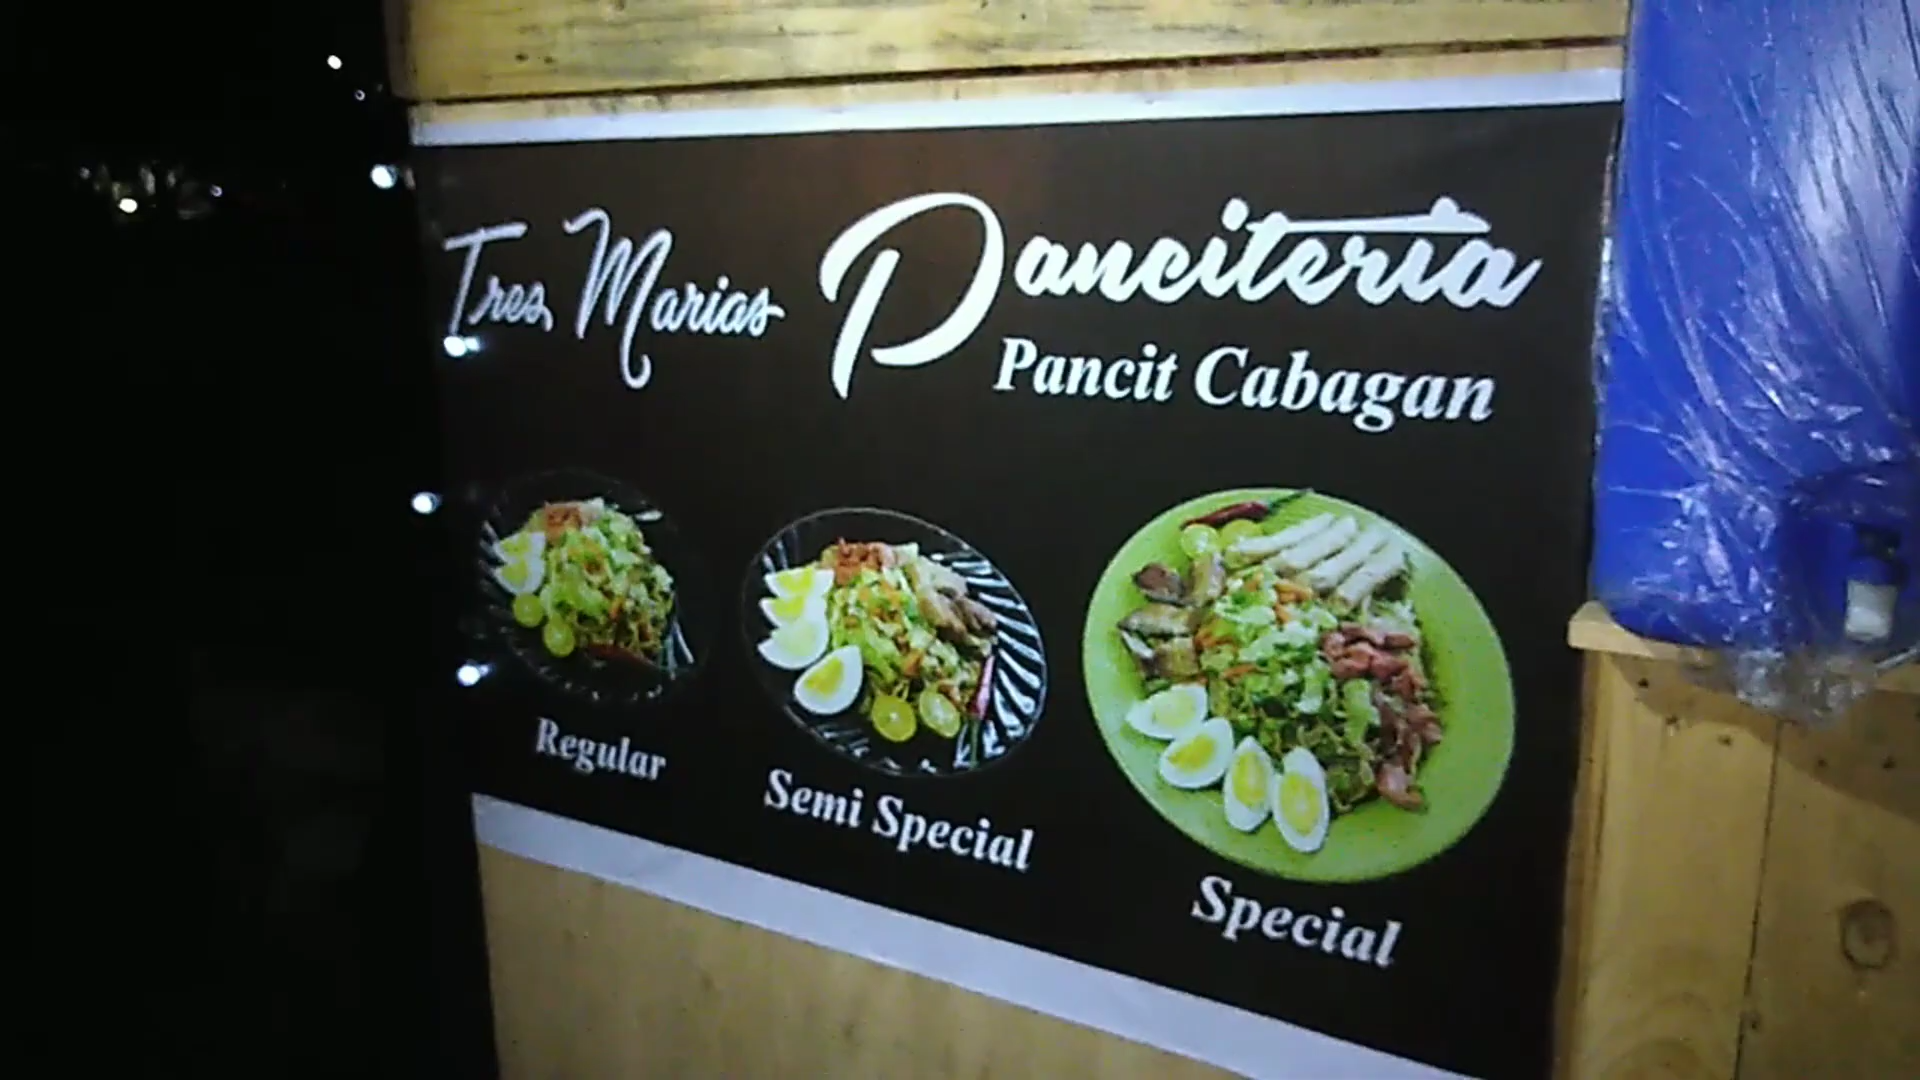 Tres Marias Panciteria
Pancit Cabagan
Regular
Semi Special
Special